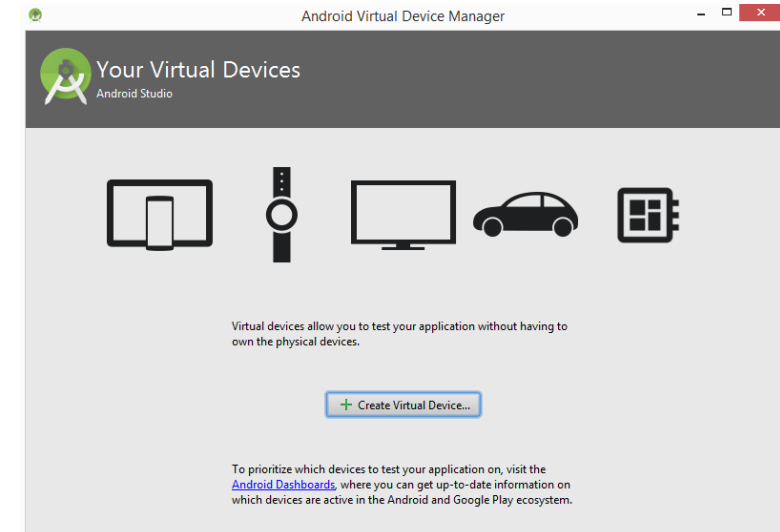 Android Virtual Device Manager
Your Virtual Devices
Android Studio
Virtual devices allow you to test your application without having to
own the physical devices.
Create Virtual Device...
To prioritize which devices to test your application on, visit the
Android Dashboards, where you can get up-to-date information on
which devices are active in the Android and Google Play ecosystem.